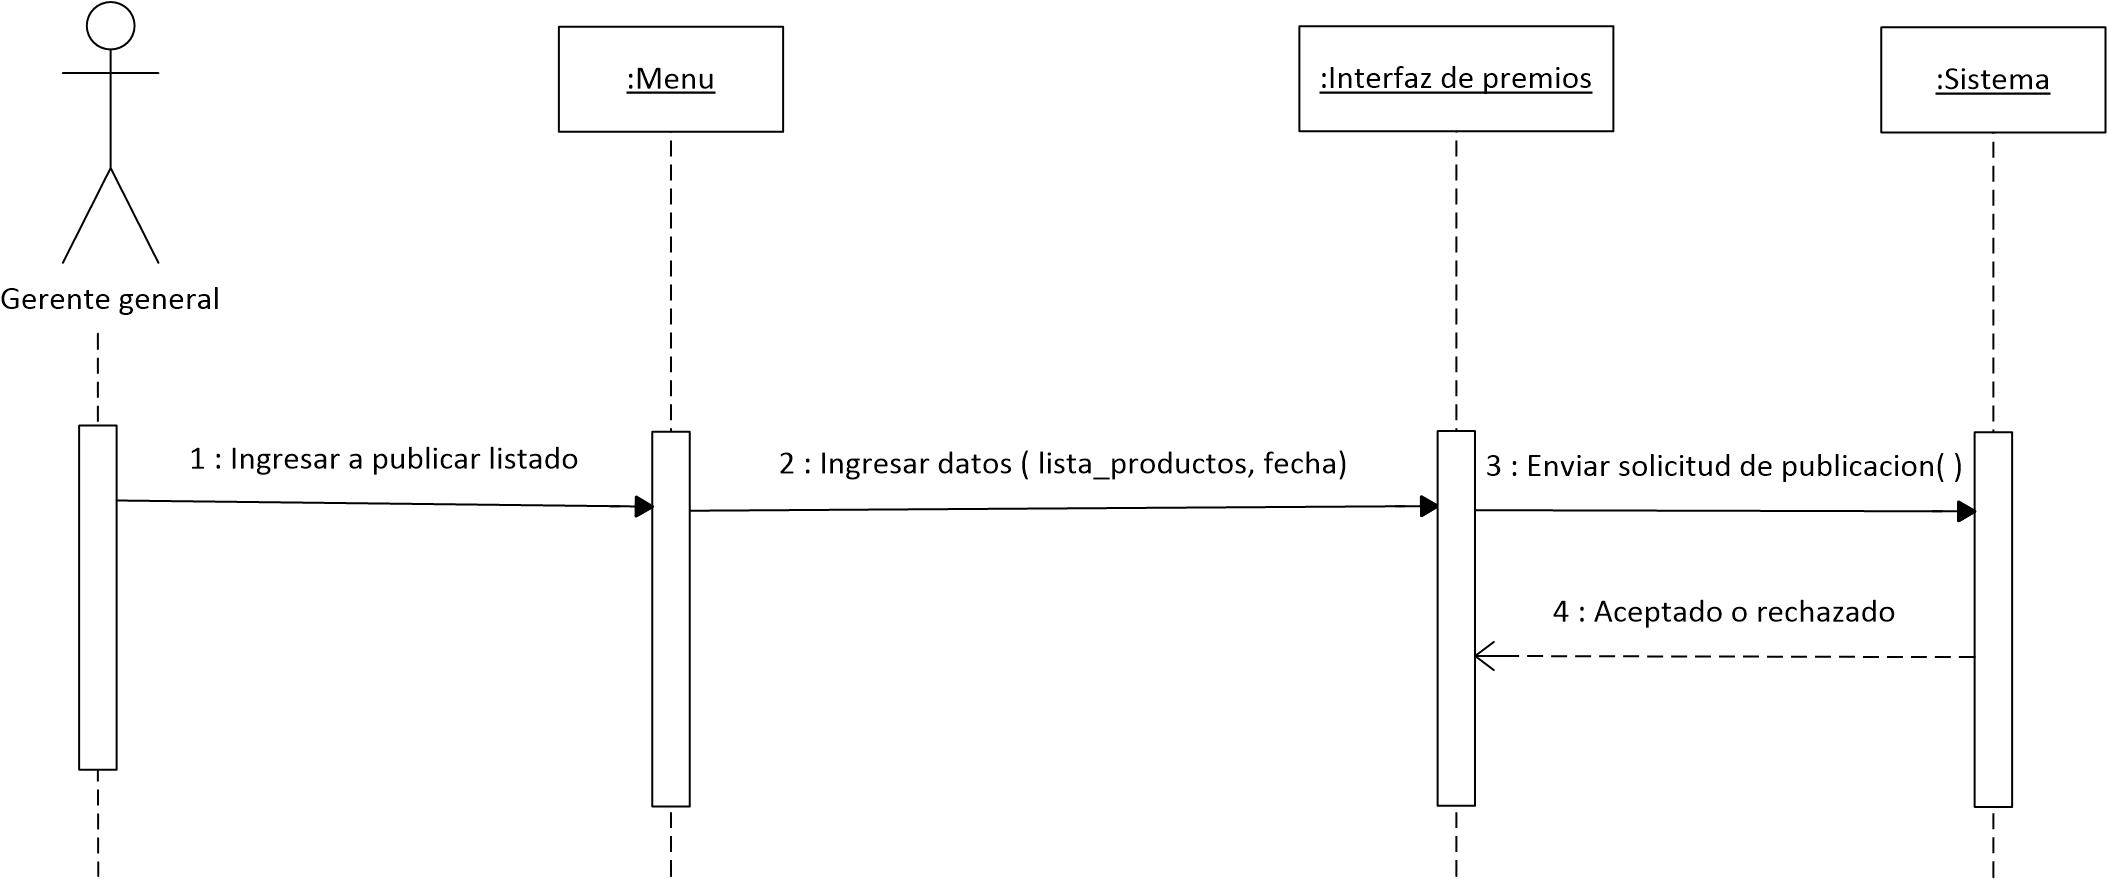 :Menu
:Interfaz de premios
:Sistema
Gerente general
1 : Ingresar a publicar listado
2 : Ingresar datos ( lista_productos, fecha)
3 : Enviar solicitud de publicacion( )
4 : Aceptado o rechazado